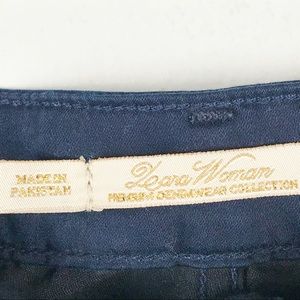 MADE IN
PAKISTAN
Zara Woman
PREMIUM DENIMWEAR COLLECTION